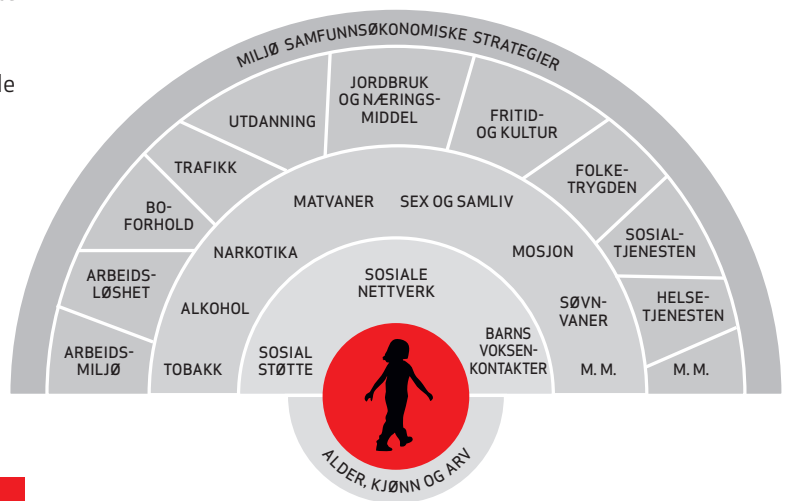 le
MILJØ SAMFUNNSØKONOMISKE STRATEGIER
JORDBRUK
OG NÆRINGS-
MIDDEL
UTDANNING
FRITID-
OG KULTUR
TRAFIKK
FOLKE-
TRYGDEN
BO-
FORHOLD
SOSIAL-
TJENESTEN
ARBEIDS-
LØSHET
HELSE-
TJENESTEN
ARBEIDS-
MILJØ
M. M.
MATVANER
SEX OG SAMLIV
NARKOTIKA
MOSJON
ALKOHOL
SØVN-
VANER
TOBAKK
M. M.
SOSIALE
NETTVERK
SOSIAL
STØTTE
BARNS
VOKSEN-
KONTAKTER
ALDER, KJØNN OG ARV